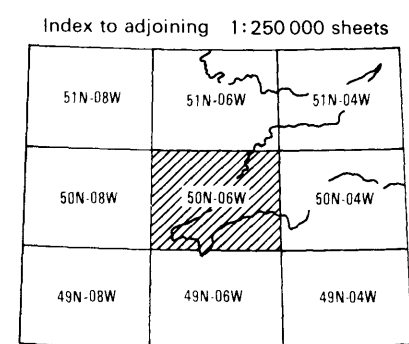 Index to adjoining 1:250 000 sheets
51N-08W 51N-06W 51N-04W
50N-08W 50N-06W 50N-04W
49N-08W 49N-06W 49N-04W